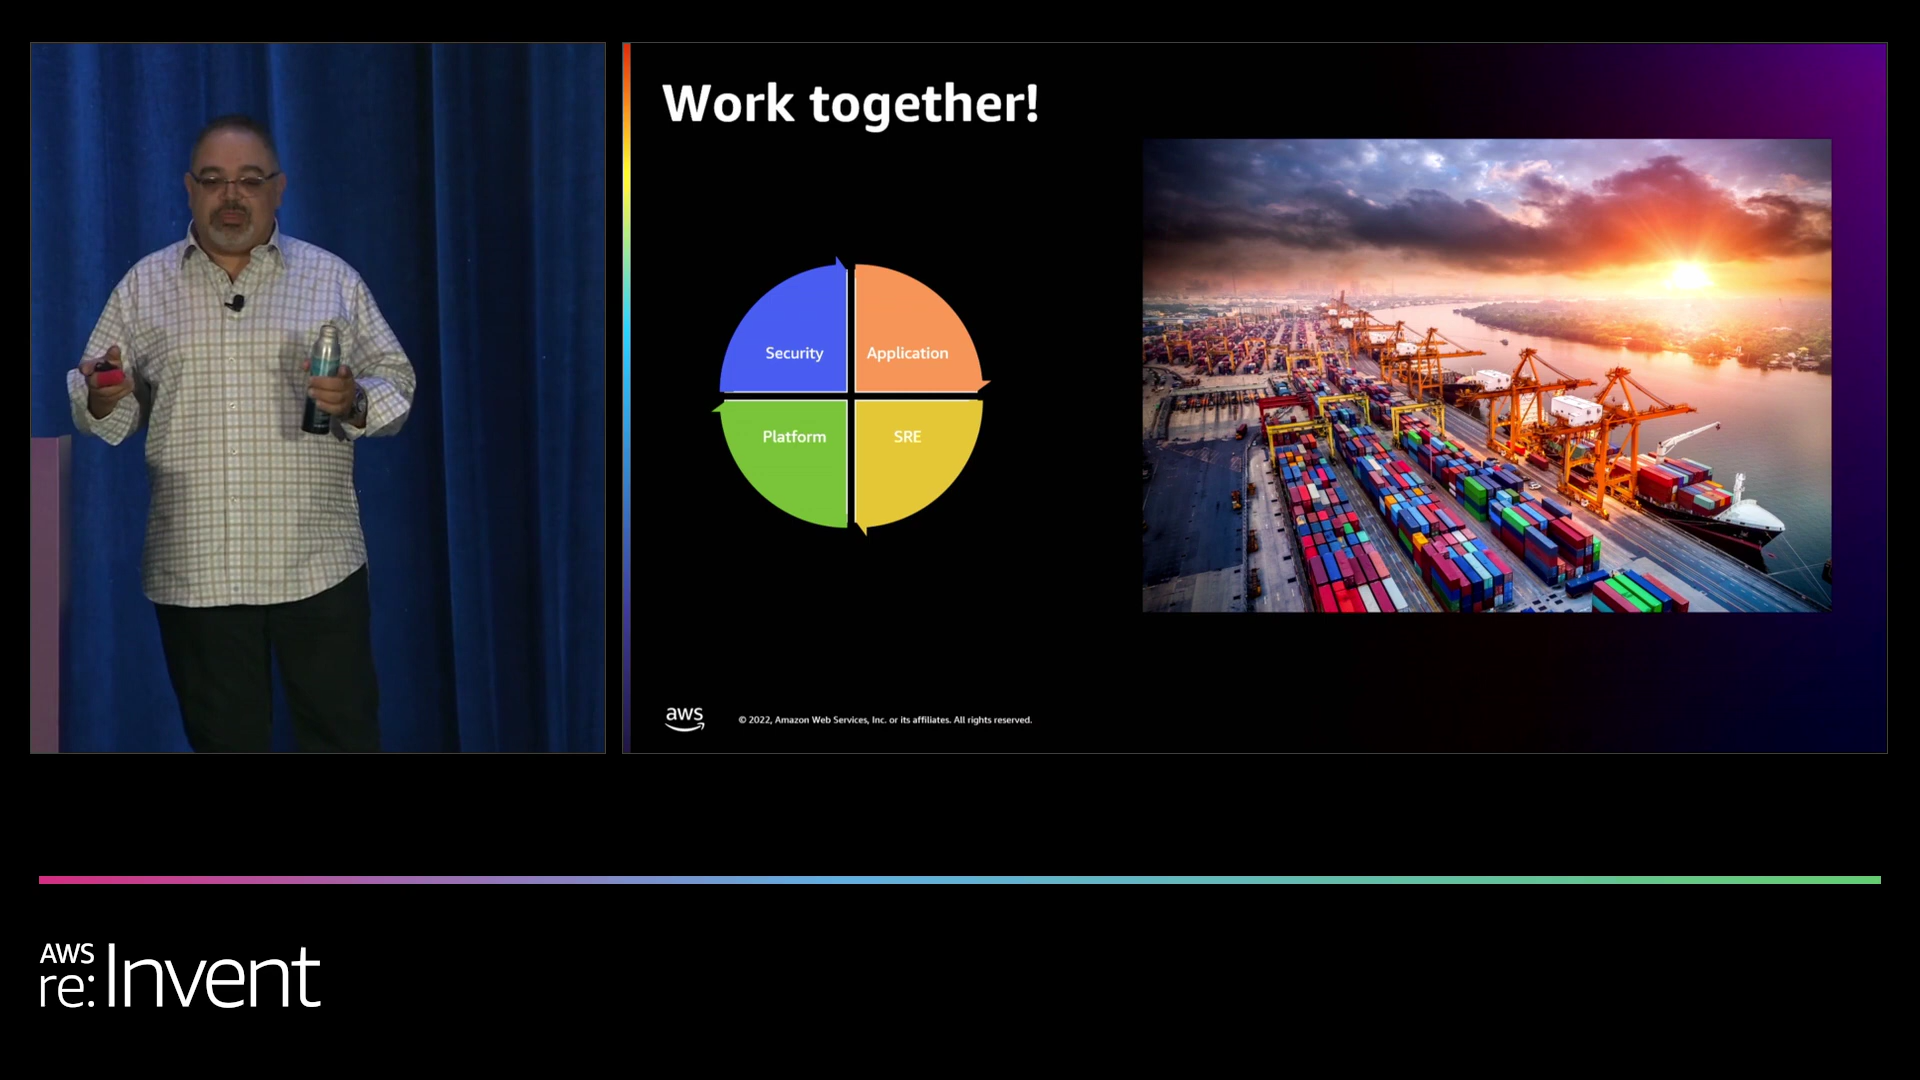 Work together!
Security
Application
Platform
SRE
aws
© 2022, Amazon Web Services, Inc. or its affiliates. All rights reserved.
AWS
re:Invent